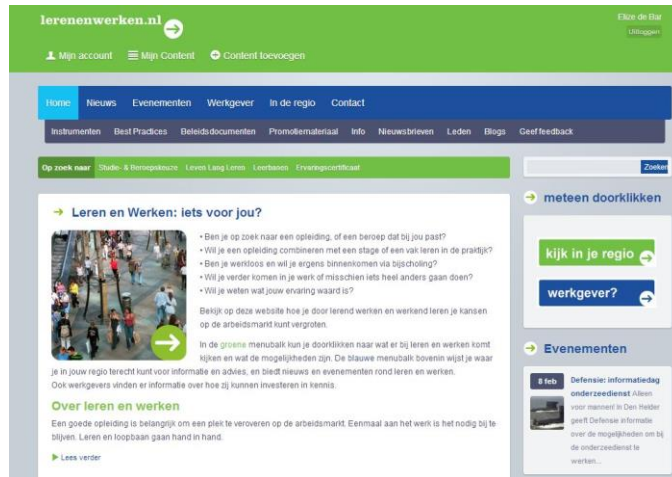 lerenenwerken.nl
Elize de Bar
Uitloggen
Mijn account Mijn Content Content toevoegen
Home Nieuws Evenementen Werkgever In de regio Contact
Instrumenten Best Practices Beleidsdocumenten Promotiemateriaal Info Nieuwsbrieven Leden Blogs Geef feedback
Op zoek naar Studie- & Beroepskeuze Leven Lang Leren Leerbanen Ervaringscertificaat
Zoeken
Leren en Werken: iets voor jou?
• Ben je op zoek naar een opleiding, of een beroep dat bij jou past?
• Wil je een opleiding combineren met een stage of een vak leren in de praktijk?
• Ben je werkloos en wil je ergens binnenkomen via bijscholing?
• Wil je verder komen in je werk of misschien iets heel anders gaan doen?
• Wil je weten wat jouw ervaring waard is?
Bekijk op deze website hoe je door lerend werken en werkend leren je kansen
op de arbeidsmarkt kunt vergroten.
In de groene menubalk kun je doorklikken naar wat er bij leren en werken komt
kijken en wat de mogelijkheden zijn. De blauwe menubalk bovenin wijst je waar
je in jouw regio terecht kunt voor informatie en advies, en biedt nieuws en evenementen rond leren en werken.
Ook werkgevers vinden er informatie over hoe zij kunnen investeren in kennis.
Over leren en werken
Een goede opleiding is belangrijk om een plek te veroveren op de arbeidsmarkt. Eenmaal aan het werk is het nodig bij te
blijven. Leren en loopbaan gaan hand in hand.
Lees verder
meteen doorklikken
kijk in je regio
werkgever?
Evenementen
8 feb
Defensie: informatiedag
onderzeedienst Alleen
voor mannen! In Den Helder
geeft Defensie informatie
over de mogelijkheden om bij
de onderzeedienst te
werken...